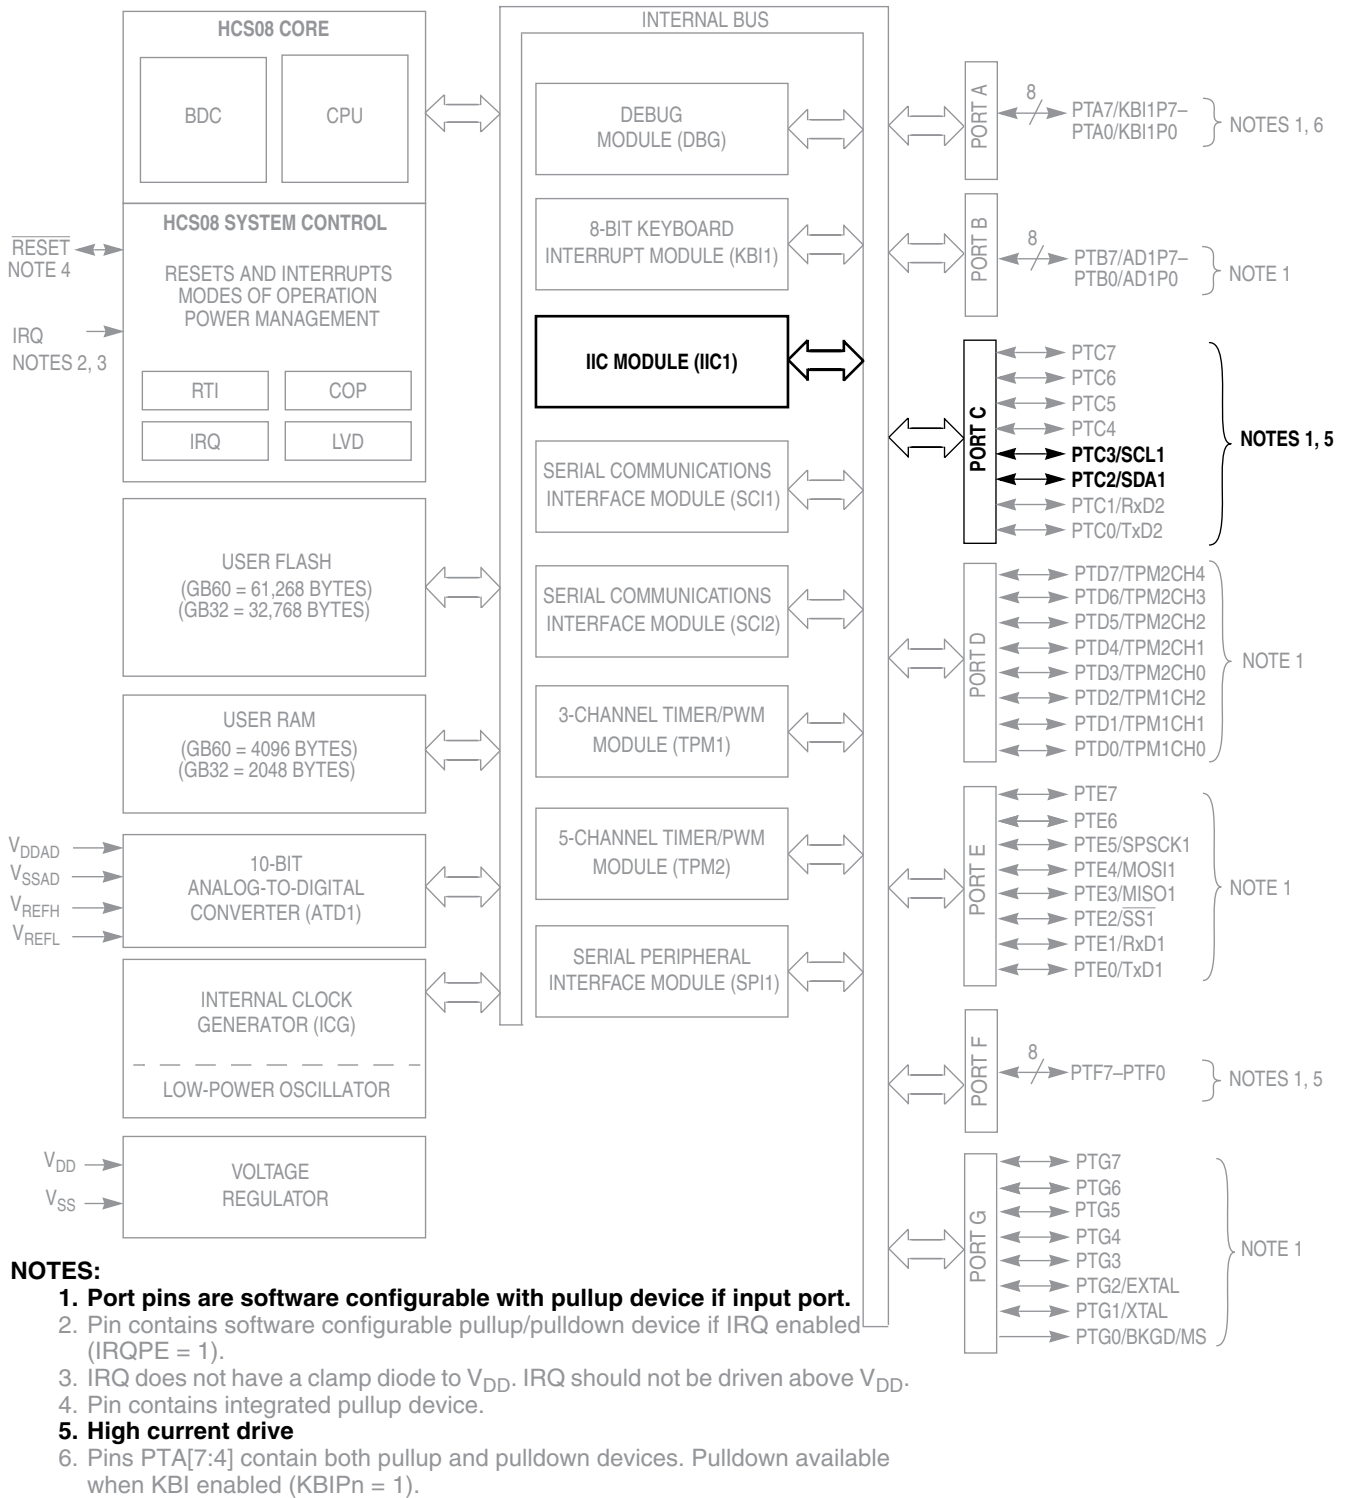 HCS08 CORE
BDC
CPU
HCS08 SYSTEM CONTROL
RESETS AND INTERRUPTS
MODES OF OPERATION
POWER MANAGEMENT
RTI
COP
IRQ
LVD
RESET
NOTE 4
IRQ
NOTES 2, 3
USER FLASH
(GB60 = 61,268 BYTES)
(GB32 = 32,768 BYTES)
USER RAM
(GB60 = 4096 BYTES)
(GB32 = 2048 BYTES)
VDDAD
VSSAD
VREFH
VREFL
10-BIT
ANALOG-TO-DIGITAL
CONVERTER (ATD1)
INTERNAL CLOCK
GENERATOR (ICG)
LOW-POWER OSCILLATOR
VDD
VSS
VOLTAGE
REGULATOR
INTERNAL BUS
DEBUG
MODULE (DBG)
8-BIT KEYBOARD
INTERRUPT MODULE (KBI1)
IIC MODULE (IIC1)
SERIAL COMMUNICATIONS
INTERFACE MODULE (SCI1)
SERIAL COMMUNICATIONS
INTERFACE MODULE (SCI2)
3-CHANNEL TIMER/PWM
MODULE (TPM1)
5-CHANNEL TIMER/PWM
MODULE (TPM2)
SERIAL PERIPHERAL
INTERFACE MODULE (SPI1)
PORT A
8
PTA7/KBI1P7–
PTA0/KBI1P0
NOTES 1, 6
PORT B
8
PTB7/AD1P7–
PTB0/AD1P0
NOTE 1
PORT C
PTC7
PTC6
PTC5
PTC4
PTC3/SCL1
PTC2/SDA1
PTC1/RxD2
PTC0/TxD2
NOTES 1, 5
PORT D
PTD7/TPM2CH4
PTD6/TPM2CH3
PTD5/TPM2CH2
PTD4/TPM2CH1
PTD3/TPM2CH0
PTD2/TPM1CH2
PTD1/TPM1CH1
PTD0/TPM1CH0
NOTE 1
PORT E
PTE7
PTE6
PTE5/SPSCK1
PTE4/MOSI1
PTE3/MISO1
PTE2/SS1
PTE1/RxD1
PTE0/TxD1
NOTE 1
PORT F
8
PTF7–PTF0
NOTES 1, 5
PORT G
PTG7
PTG6
PTG5
PTG4
PTG3
PTG2/EXTAL
PTG1/XTAL
PTG0/BKGD/MS
NOTE 1
NOTES:
1. Port pins are software configurable with pullup device if input port.
2. Pin contains software configurable pullup/pulldown device if IRQ enabled
(IRQPE = 1).
3. IRQ does not have a clamp diode to VDD. IRQ should not be driven above VDD.
4. Pin contains integrated pullup device.
5. High current drive
6. Pins PTA[7:4] contain both pullup and pulldown devices. Pulldown available
when KBI enabled (KBIPn = 1).